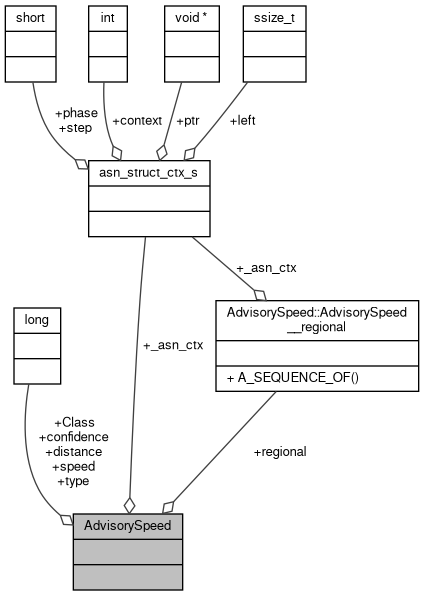 short
int
void *
ssize_t
+phase
+step
+context
+ptr
+left
asn_struct_ctx_s
+_asn_ctx
AdvisorySpeed::AdvisorySpeed
__regional
+ A_SEQUENCE_OF()
long
+_asn_ctx
+Class
+confidence
+distance
+speed
+type
+regional
AdvisorySpeed